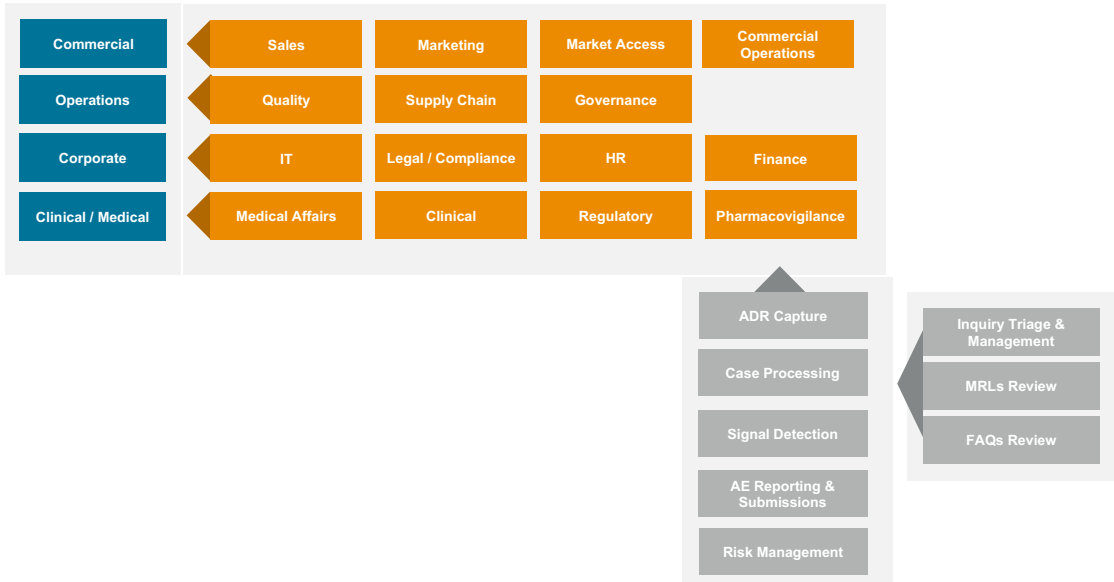 Commercial
Sales
Marketing
Market Access
Commercial
Operations
Operations
Quality
Supply Chain
Governance
Corporate
IT
Legal / Compliance
HR
Finance
Clinical / Medical
Medical Affairs
Clinical
Regulatory
Pharmacovigilance
ADR Capture
Case Processing
Signal Detection
AE Reporting &
Submissions
Risk Management
Inquiry Triage &
Management
MRLs Review
FAQs Review